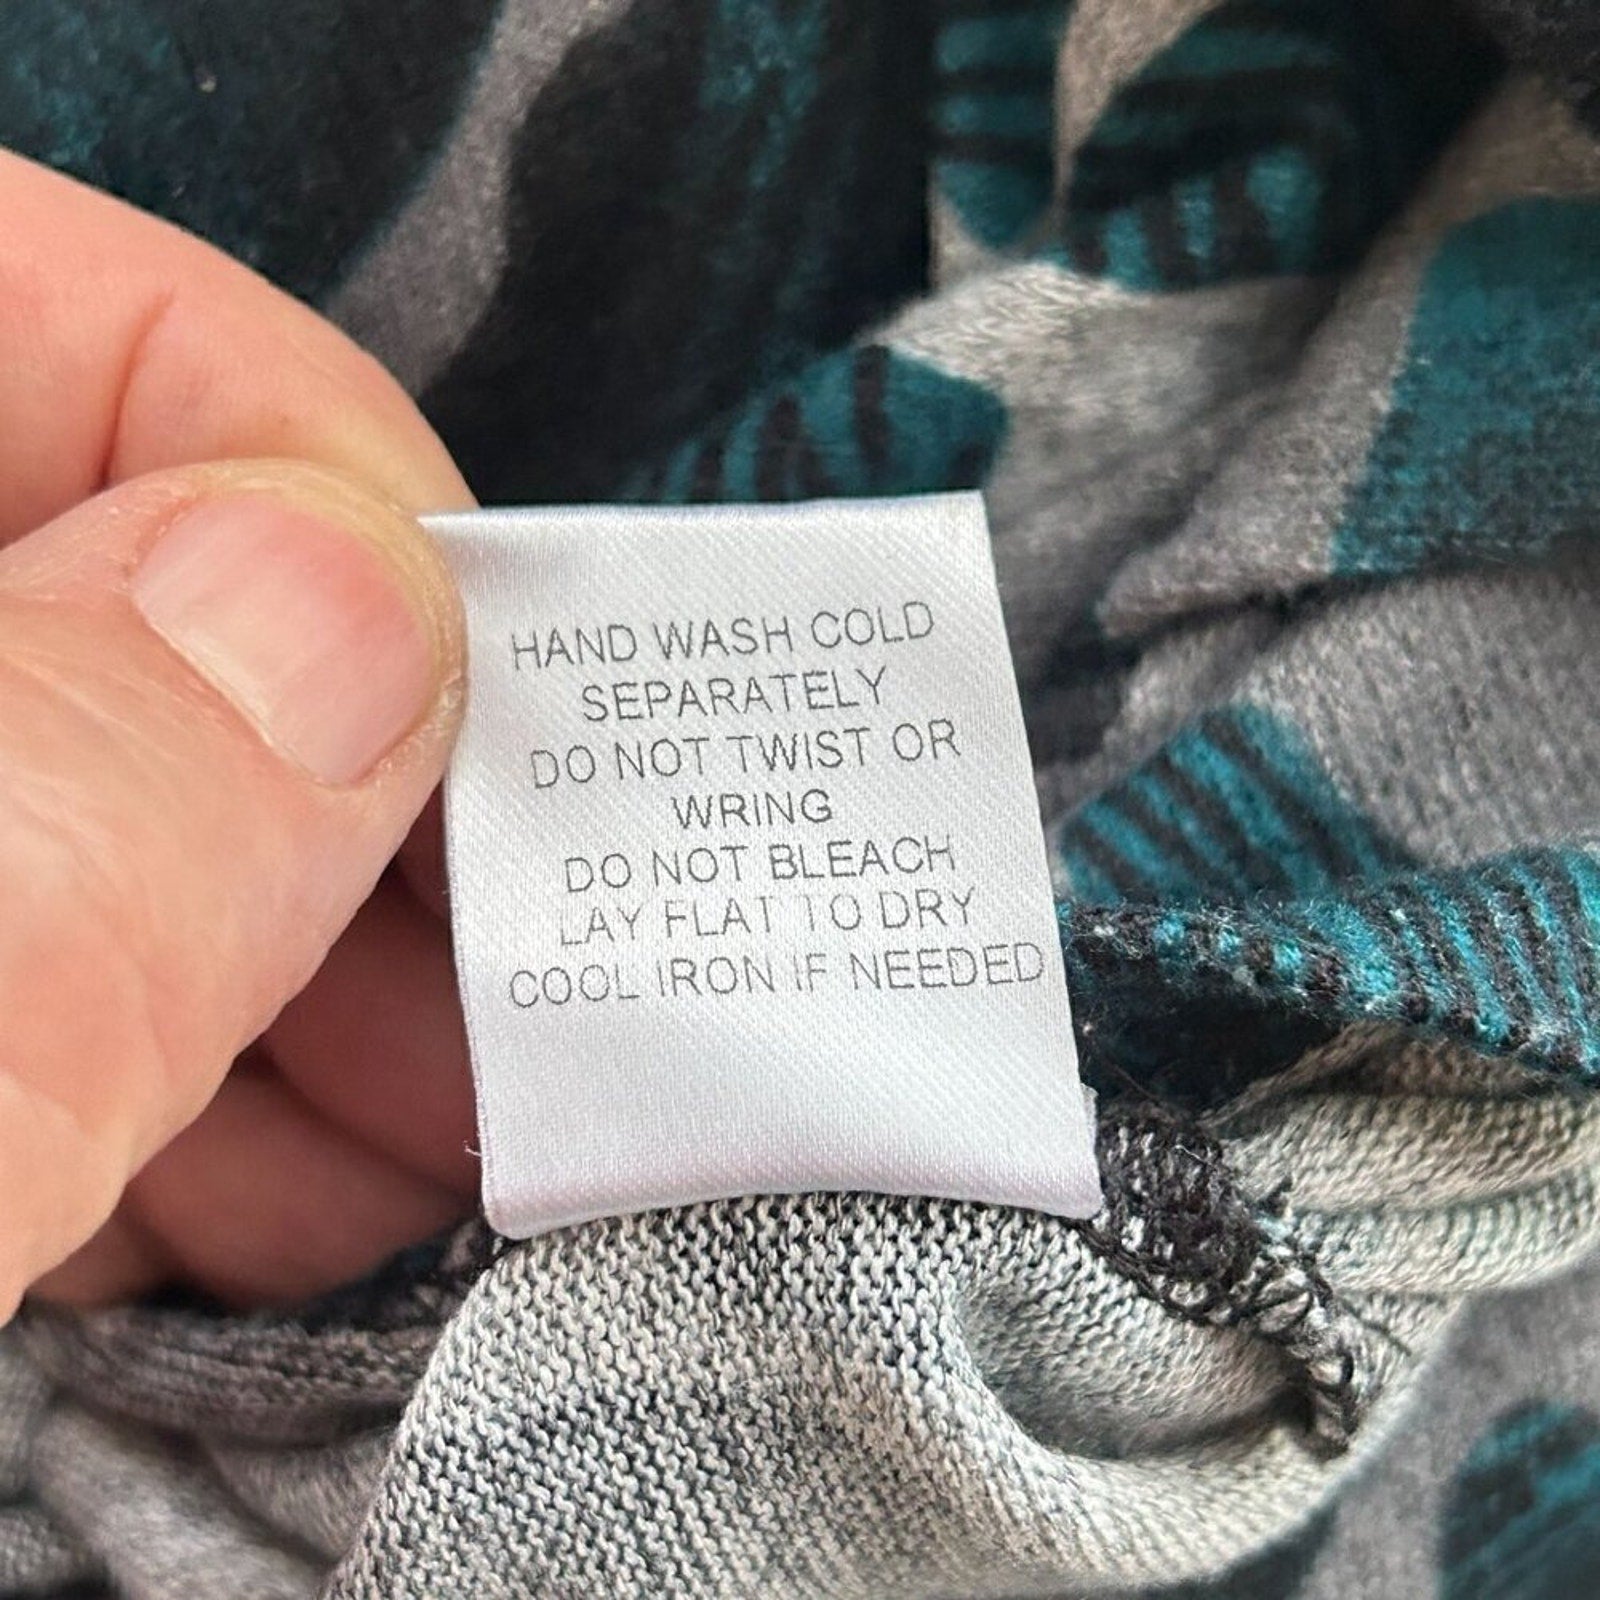 HAND WASH COLD
SEPARATELY
DO NOT TWIST OR
WRING
DO NOT BLEACH
LAY FLAT TO DRY
COOL IRON IF NEEDED